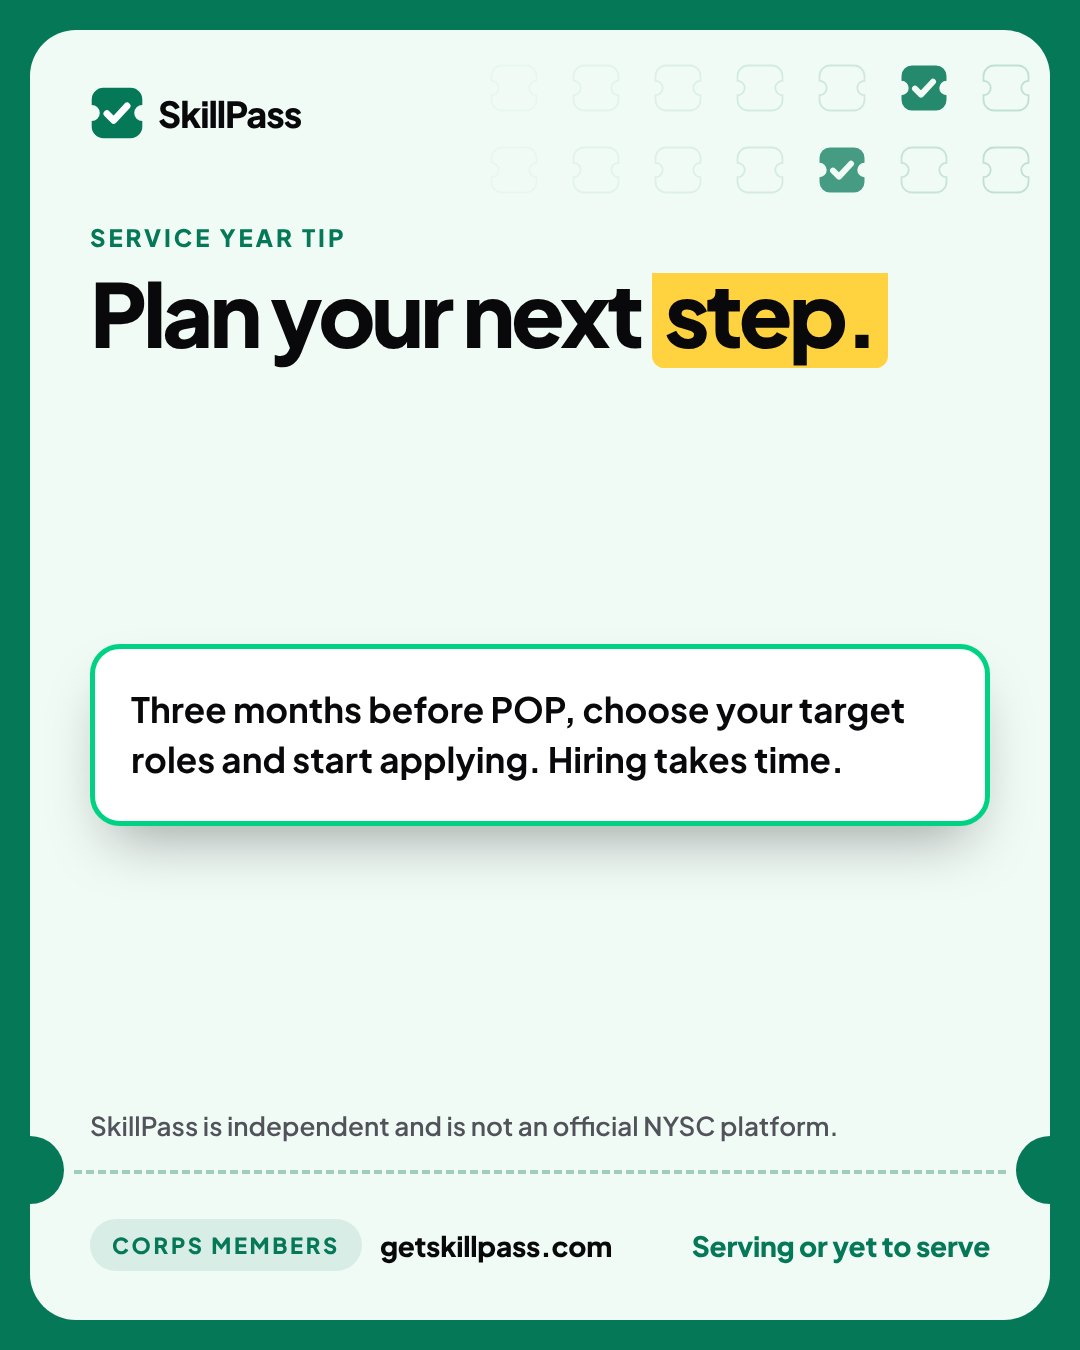 SkillPass
SERVICE YEAR TIP
Plan your next step.
Three months before POP, choose your target
roles and start applying. Hiring takes time.
SkillPass is independent and is not an official NYSC platform.
CORPS MEMBERS getskillpass.com Serving or yet to serve